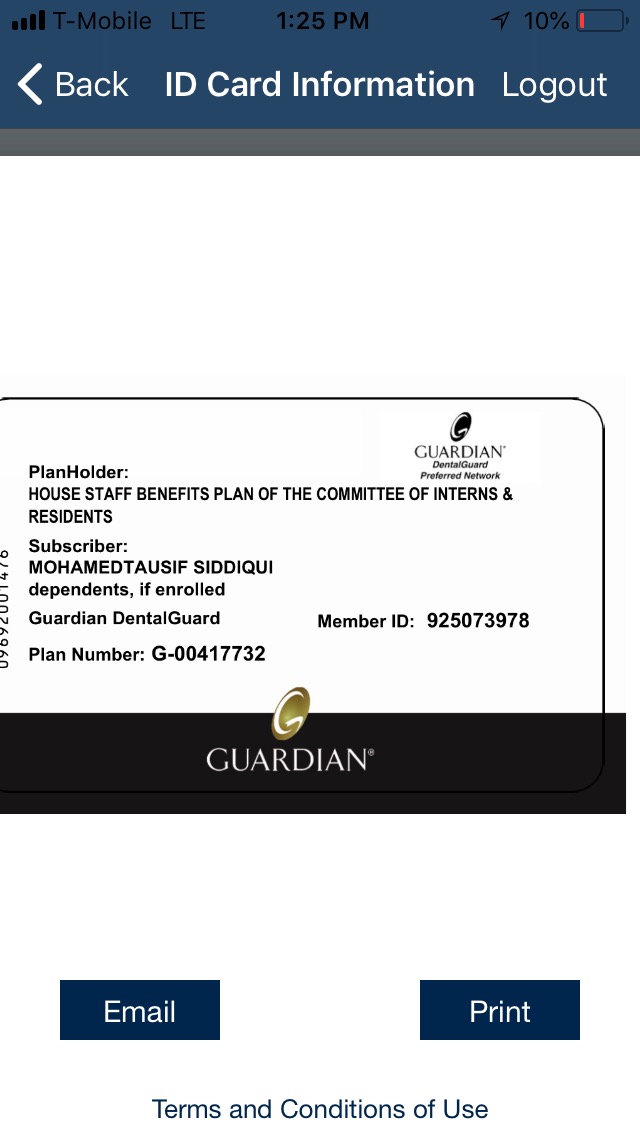 T-Mobile LTE 1:25 PM 10%
Back ID Card Information Logout
GUARDIAN®
DentalGuard
Preferred Network
PlanHolder:
HOUSE STAFF BENEFITS PLAN OF THE COMMITTEE OF INTERNS &
RESIDENTS
Subscriber:
MOHAMEDTAUSIF SIDDIQUI
dependents, if enrolled
Guardian DentalGuard Member ID: 925073978
Plan Number: G-00417732
GUARDIAN®
Email Print
Terms and Conditions of Use